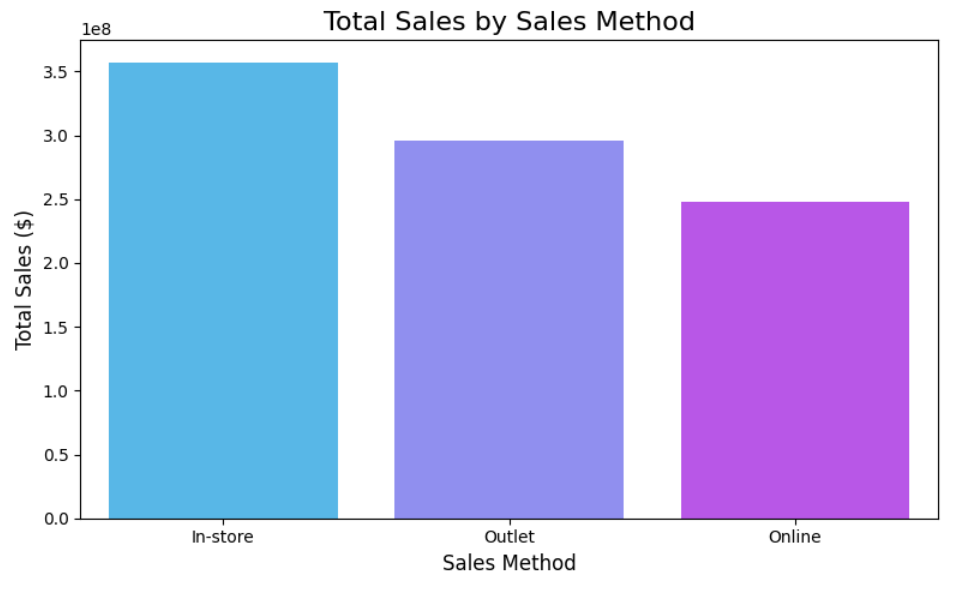 Total Sales by Sales Method
1e8
Total Sales ($)
3.5
3.0
2.5
2.0
1.5
1.0
0.5
0.0
In-store Outlet Online
Sales Method